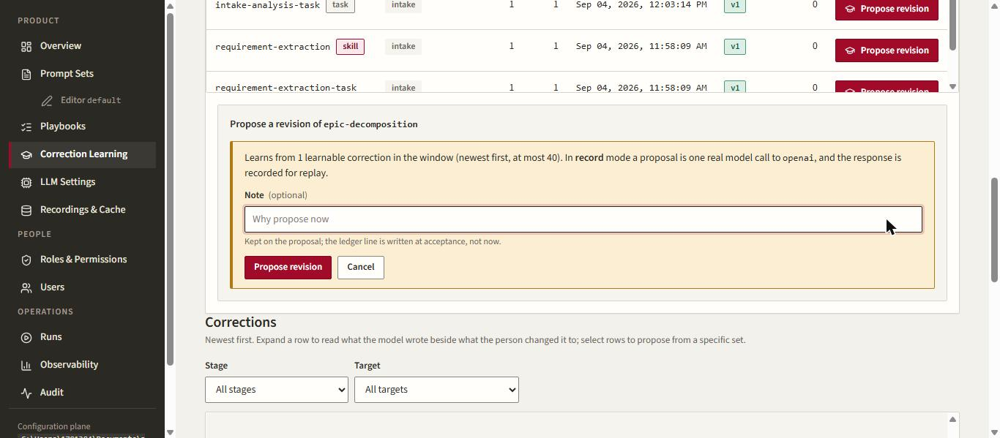 PRODUCT
Overview
Prompt Sets
Editor default
Playbooks
Correction Learning
LLM Settings
Recordings & Cache
PEOPLE
Roles & Permissions
Users
OPERATIONS
Runs
Observability
Audit
Configuration plane
intake-analysis-task task intake 1 1 Sep 04, 2026, 12:03:14 PM v1 0 Propose revision
requirement-extraction skill intake 1 1 Sep 04, 2026, 11:58:09 AM v1 0 Propose revision
requirement-extraction-task intake 1 1 Sep 04, 2026, 11:58:09 AM v1 0 Propose revision
Propose a revision of epic-decomposition
Learns from 1 learnable correction in the window (newest first, at most 40). In record mode a proposal is one real model call to openai, and the response is
recorded for replay.
Note (optional)
Why propose now
Kept on the proposal; the ledger line is written at acceptance, not now.
Propose revision Cancel
Corrections
Newest first. Expand a row to read what the model wrote beside what the person changed it to; select rows to propose from a specific set.
Stage Target
All stages All targets